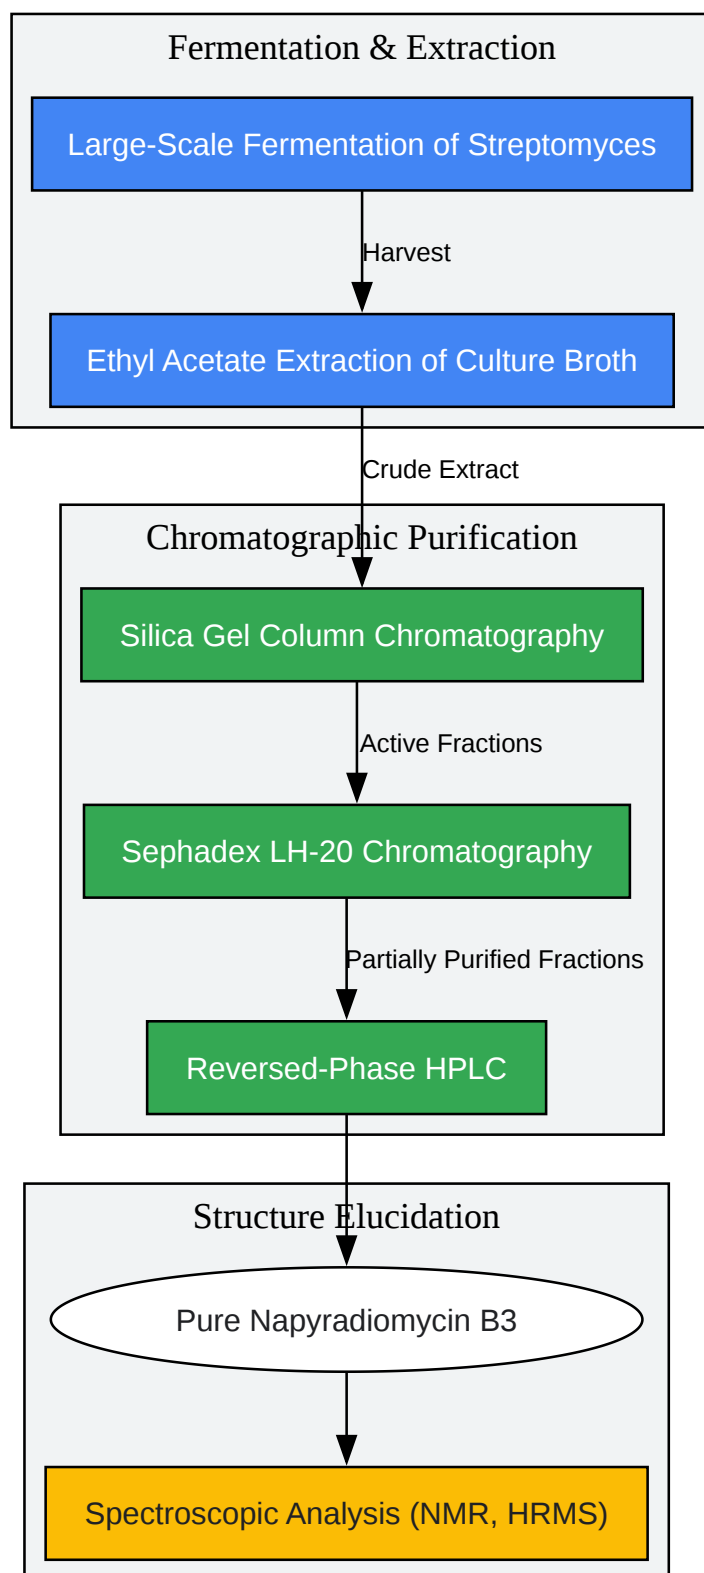 Fermentation & Extraction
Large-Scale Fermentation of Streptomyces
Harvest
Ethyl Acetate Extraction of Culture Broth
Crude Extract
Chromatographic Purification
Silica Gel Column Chromatography
Active Fractions
Sephadex LH-20 Chromatography
Partially Purified Fractions
Reversed-Phase HPLC
Structure Elucidation
Pure Napyradiomycin B3
Spectroscopic Analysis (NMR, HRMS)